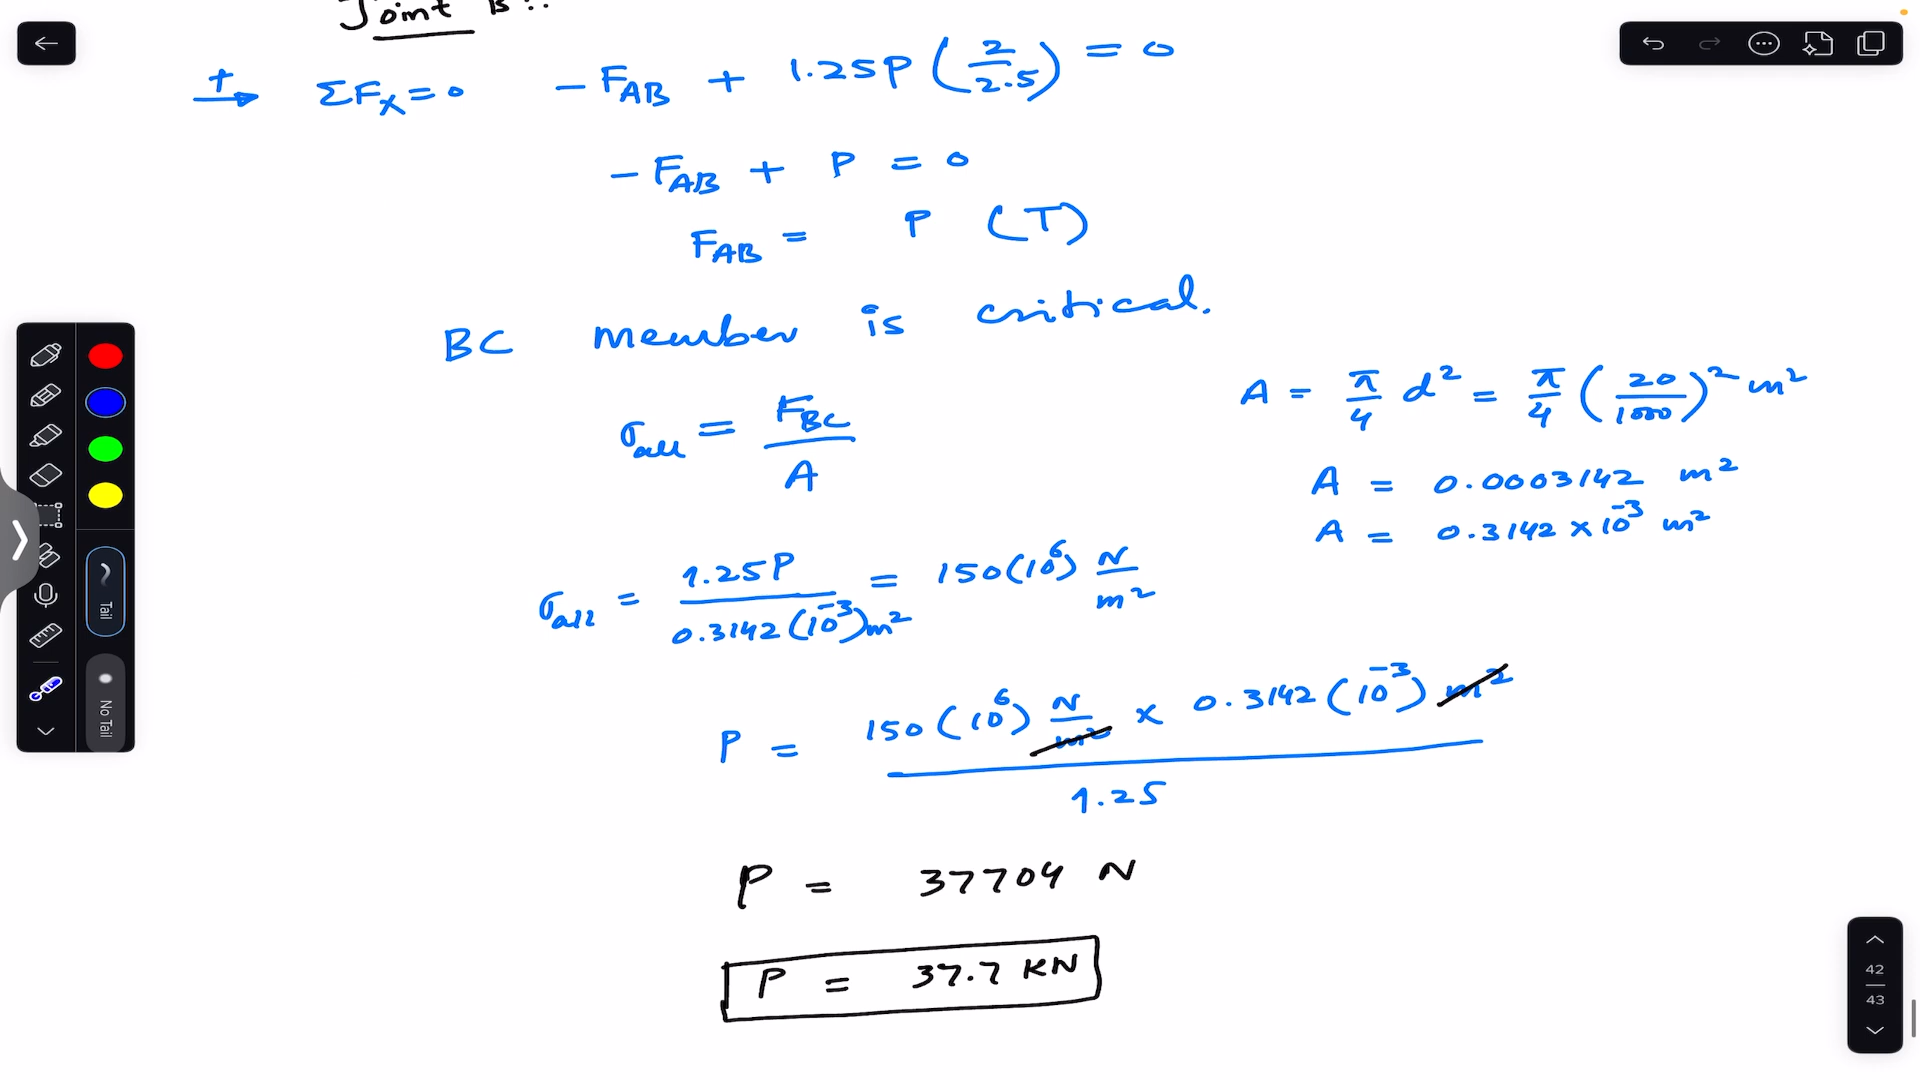 Joint B:.
+→ ΣFx=0 - FAB + 1.25P (2/2.5) = 0
- FAB + P = 0
FAB = P (T)
BC member is critical.
σall = FBC/A
A = π/4 d² = π/4 (20/1000)² m²
A = 0.0003142 m²
A = 0.3142 x 10⁻³ m²
σall = 1.25P/0.3142(10⁻³)m² = 150(10⁶) N/m²
P = 150(10⁶) N/m² x 0.3142(10⁻³) m² / 1.25
P = 37704 N
P = 37.7 KN
Tail
No Tail
42
43